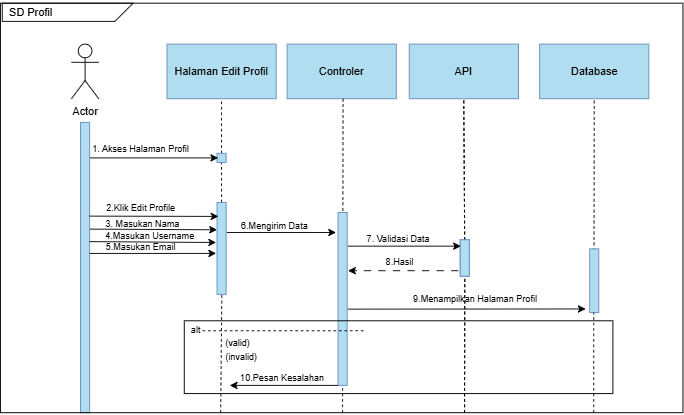 SD Profil
Halaman Edit Profil
Controler
API
Database
Actor
1. Akses Halaman Profil
2.Klik Edit Profile
3. Masukan Nama
4.Masukan Username
5.Masukan Email
6.Mengirim Data
7. Validasi Data
8.Hasil
9.Menampilkan Halaman Profil
alt
(valid)
(invalid)
10.Pesan Kesalahan